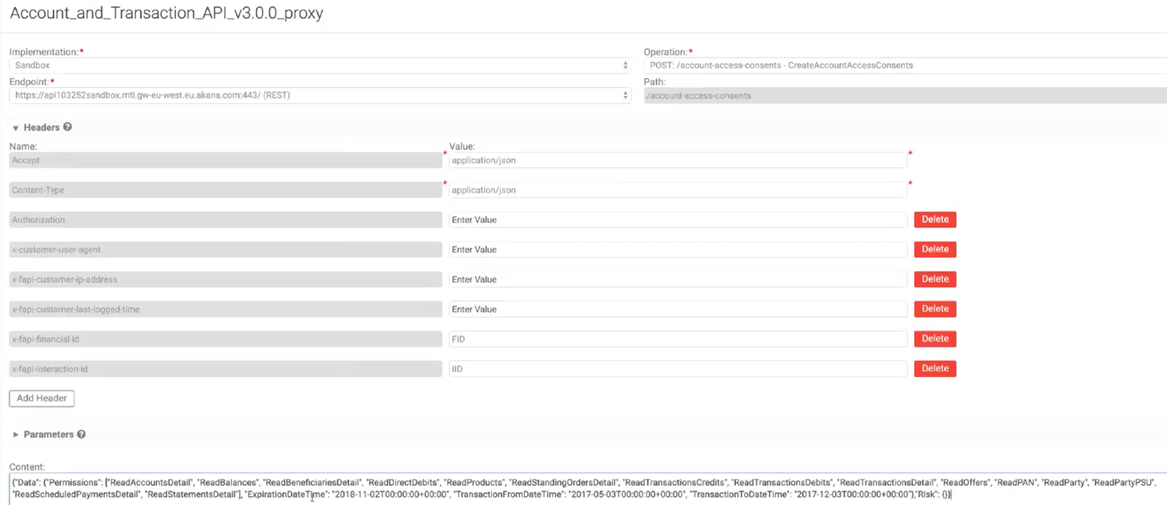 Account_and_Transaction_API_v3.0.0_proxy
Implementation:* Operation:*
Sandbox POST: /account-access-consents - CreateAccountAccessConsents
Endpoint:* Path:
https://api103252sandbox.mtl.gw-eu-west.eu.akana.com:443/ (REST) /account-access-consents
Headers
Name: Value:
Accept * application/json *
Content-Type * application/json *
Authorization Enter Value Delete
x-customer-user-agent Enter Value Delete
x-fapi-customer-ip-address Enter Value Delete
x-fapi-customer-last-logged-time Enter Value Delete
x-fapi-financial-id FID Delete
x-fapi-interaction-id IID Delete
Add Header
Parameters
Content:
{"Data": {"Permissions": ["ReadAccountsDetail", "ReadBalances", "ReadBeneficiariesDetail", "ReadDirectDebits", "ReadProducts", "ReadStandingOrdersDetail", "ReadTransactionsCredits", "ReadTransactionsDebits", "ReadTransactionsDetail", "ReadOffers", "ReadPAN", "ReadParty", "ReadPartyPSU",
"ReadScheduledPaymentsDetail", "ReadStatementsDetail"], "ExpirationDateTime": "2018-11-02T00:00:00+00:00", "TransactionFromDateTime": "2017-05-03T00:00:00+00:00", "TransactionToDateTime": "2017-12-03T00:00:00+00:00"},"Risk": {}}